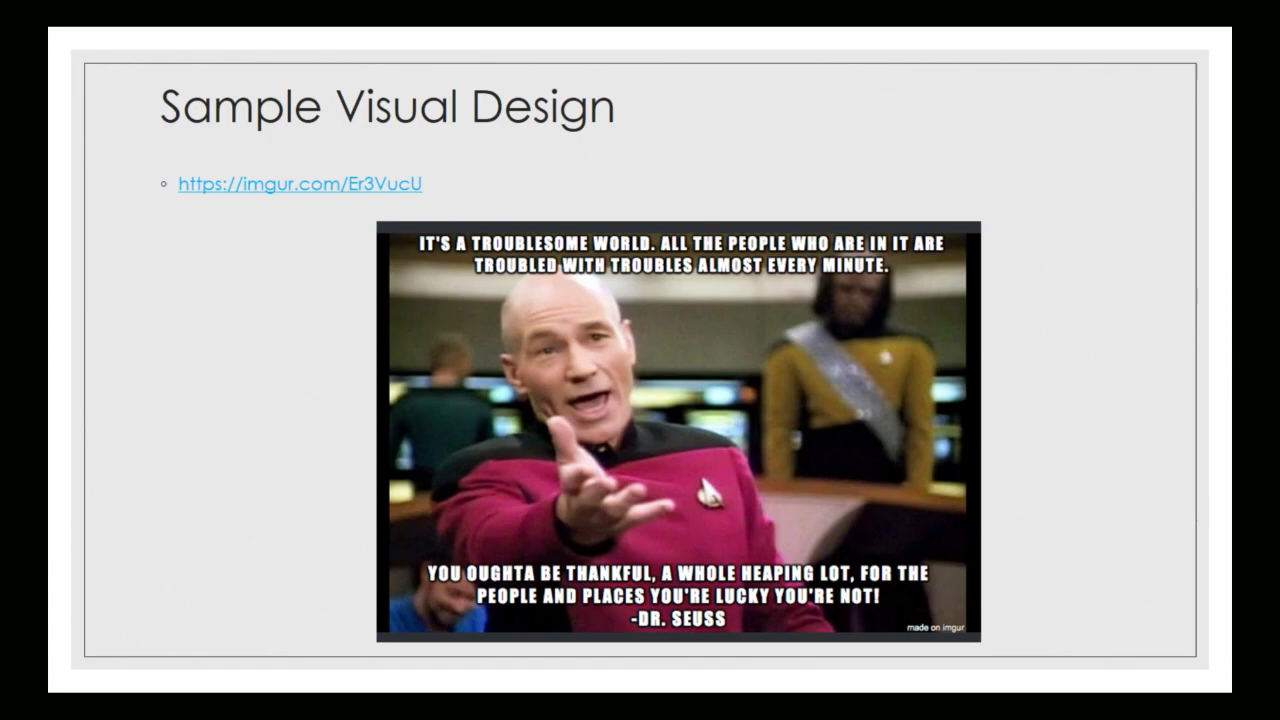 Sample Visual Design
https://imgur.com/Er3VucU
IT'S A TROUBLESOME WORLD. ALL THE PEOPLE WHO ARE IN IT ARE
TROUBLED WITH TROUBLES ALMOST EVERY MINUTE.
YOU OUGHTA BE THANKFUL, A WHOLE HEAPING LOT, FOR THE
PEOPLE AND PLACES YOU'RE LUCKY YOU'RE NOT!
-DR. SEUSS
made on imgur